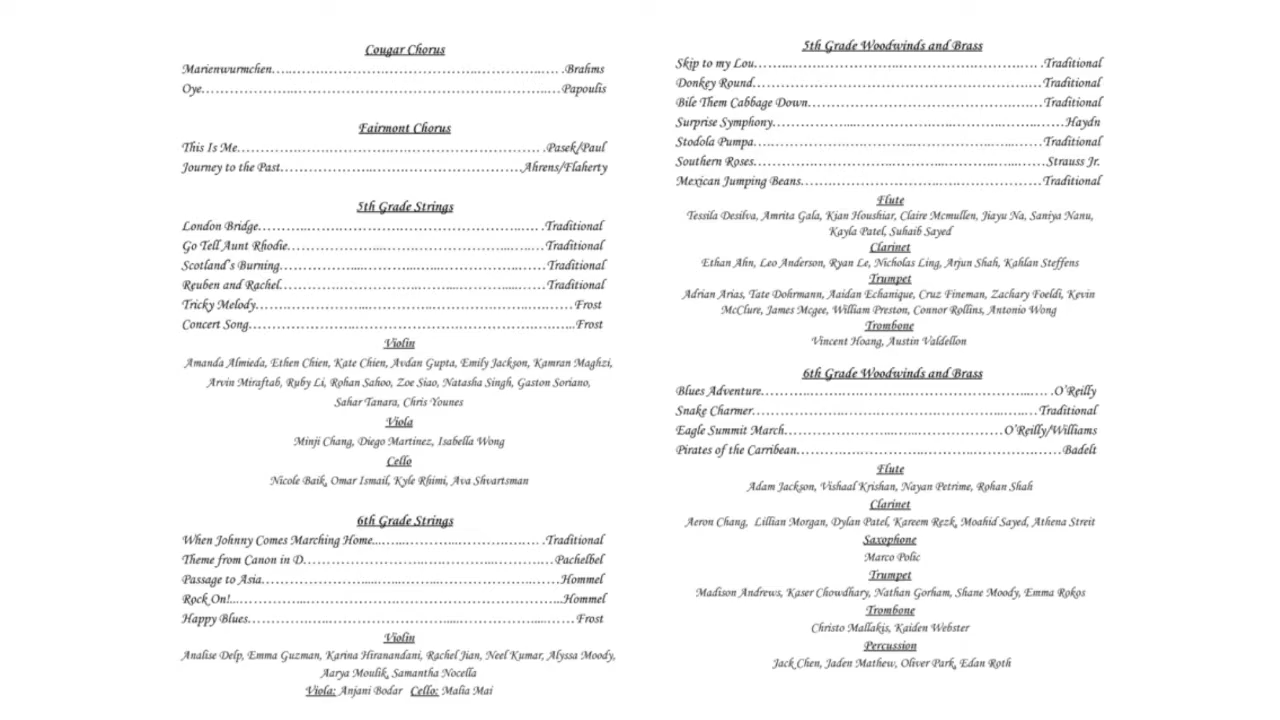 Cougar Chorus
Marienwurmchen……………………………………………………….Brahms
Oye……………………………………………………………………Papoulis
Fairmont Chorus
This Is Me…………………………………………………………. .Pasek/Paul
Journey to the Past……………………………………………….Ahrens/Flaherty
5th Grade Strings
London Bridge……………………………………………………… .Traditional
Go Tell Aunt Rhodie…………………………………………………Traditional
Scotland's Burning……………………………………………………Traditional
Reuben and Rachel……………………………………………………Traditional
Tricky Melody……………………………………………………………Frost
Concert Song……………………………………………………………...Frost
Violin
Amanda Almieda, Ethen Chien, Kate Chien, Avdan Gupta, Emily Jackson, Kamran Maghzi,
Arvin Miraftab, Ruby Li, Rohan Sahoo, Zoe Siao, Natasha Singh, Gaston Soriano,
Sahar Tanara, Chris Younes
Viola
Minji Chang, Diego Martinez, Isabella Wong
Cello
Nicole Baik, Omar Ismail, Kyle Rhimi, Ava Shvartsman
6th Grade Strings
When Johnny Comes Marching Home...………………………………. .Traditional
Theme from Canon in D…………………………………………………Pachelbel
Passage to Asia……………………………………………………………Hommel
Rock On!...………………………………………………………………...Hommel
Happy Blues…………………………………………………………………Frost
Violin
Analise Delp, Emma Guzman, Karina Hiranandani, Rachel Jian, Neel Kumar, Alyssa Moody,
Aarya Moulik, Samantha Nocella
Viola: Anjani Bodar Cello: Malia Mai
5th Grade Woodwinds and Brass
Skip to my Lou……………………………………………………… .Traditional
Donkey Round…………………………………………………………Traditional
Bile Them Cabbage Down……………………………………………Traditional
Surprise Symphony………………………………………………………Haydn
Stodola Pumpa…………………………………………………………Traditional
Southern Roses…………………………………………………………Strauss Jr.
Mexican Jumping Beans………………………………………………Traditional
Flute
Tessila Desilva, Amrita Gala, Kian Houshiar, Claire Mcmullen, Jiayu Na, Saniya Nanu,
Kayla Patel, Suhaib Sayed
Clarinet
Ethan Ahn, Leo Anderson, Ryan Le, Nicholas Ling, Arjun Shah, Kahlan Steffens
Trumpet
Adrian Arias, Tate Dohrmann, Aaidan Echanique, Cruz Fineman, Zachary Foeldi, Kevin
McClure, James Mcgee, William Preston, Connor Rollins, Antonio Wong
Trombone
Vincent Hoang, Austin Valdellon
6th Grade Woodwinds and Brass
Blues Adventure……………………………………………………… .O'Reilly
Snake Charmer…………………………………………………………Traditional
Eagle Summit March…………………………………………O'Reilly/Williams
Pirates of the Carribean……………………………………………………Badelt
Flute
Adam Jackson, Vishaal Krishan, Nayan Petrime, Rohan Shah
Clarinet
Aeron Chang, Lillian Morgan, Dylan Patel, Kareem Rezk, Moahid Sayed, Athena Streit
Saxophone
Marco Polic
Trumpet
Madison Andrews, Kaser Chowdhary, Nathan Gorham, Shane Moody, Emma Rokos
Trombone
Christo Mallakis, Kaiden Webster
Percussion
Jack Chen, Jaden Mathew, Oliver Park, Edan Roth